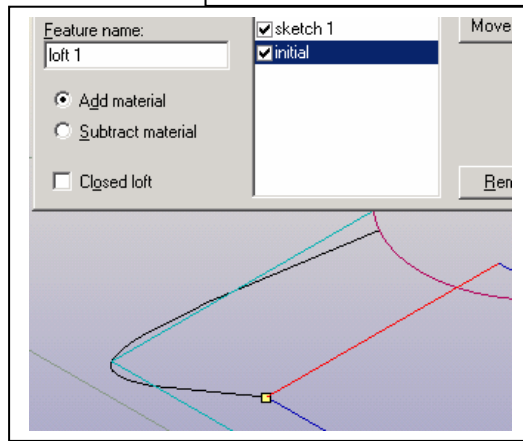 Feature name:
loft 1
Add material
Subtract material
Closed loft
sketch 1
initial
Move